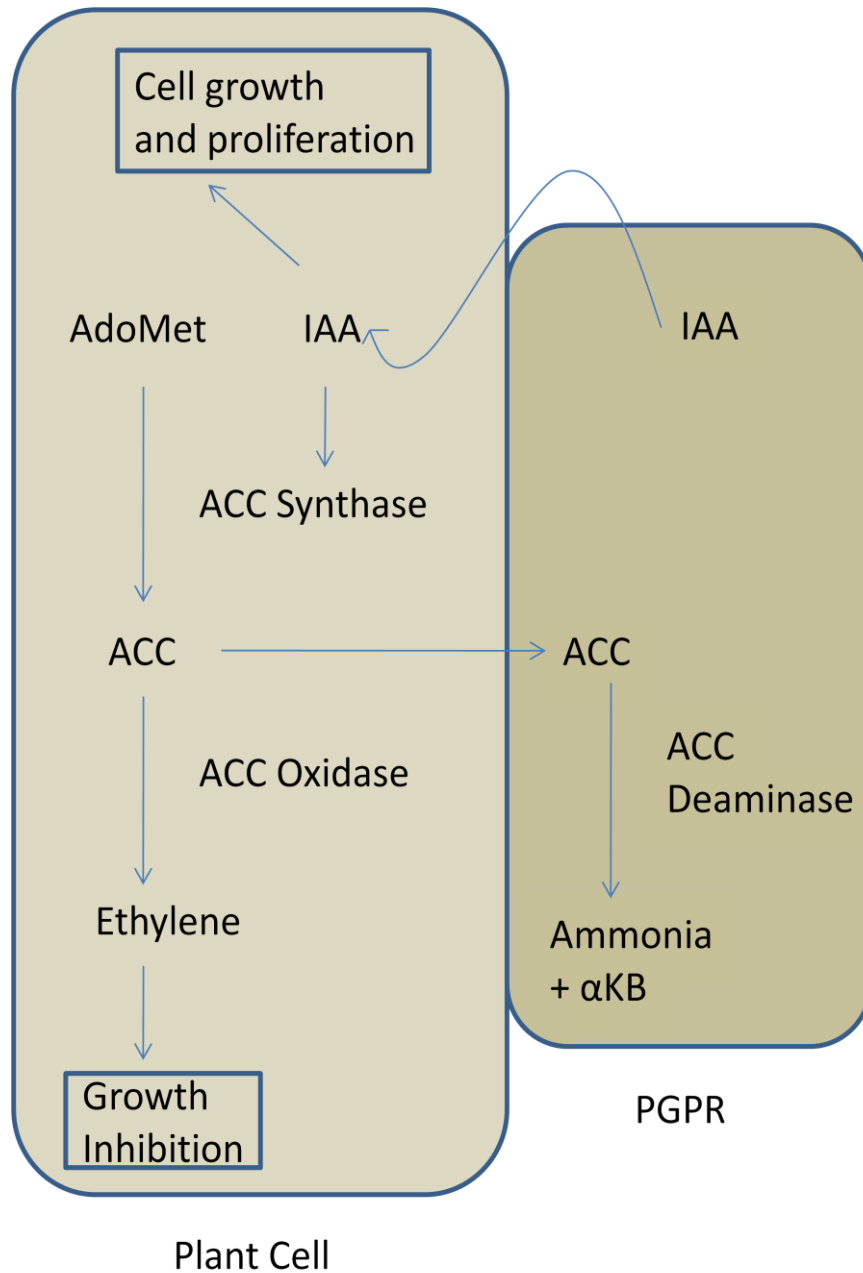 Cell growth
and proliferation
AdoMet
IAA
IAA
ACC Synthase
ACC
ACC
ACC Oxidase
ACC
Deaminase
Ethylene
Ammonia
+ αKB
Growth
Inhibition
PGPR
Plant Cell